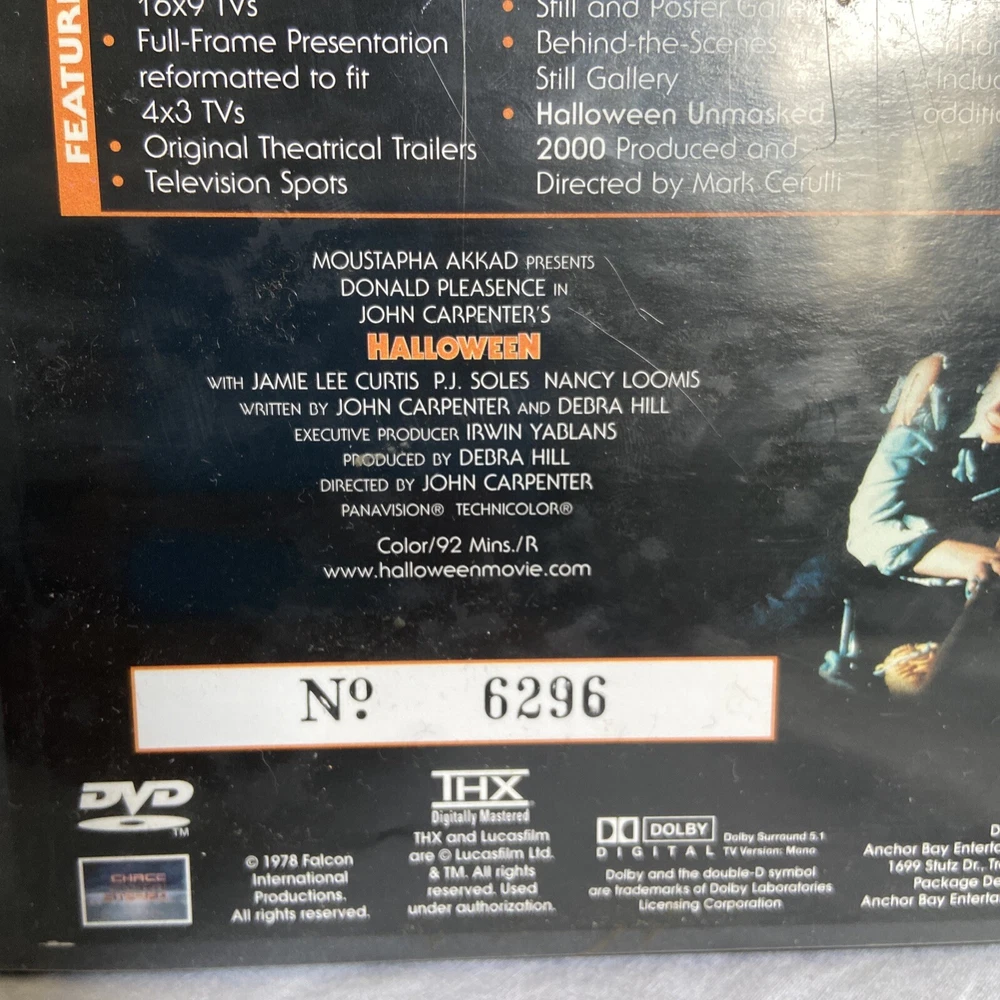 FEATUR
16x9 TVs
• Full-Frame Presentation
reformatted to fit
4x3 TVs
• Original Theatrical Trailers
• Television Spots
• Still and Poster
• Behind-the-Scenes
Still Gallery
• Halloween Unmasked
2000 Produced and
Directed by Mark Cerulli
MOUSTAPHA AKKAD PRESENTS
DONALD PLEASENCE IN
JOHN CARPENTER'S
HALLOWEEN
WITH JAMIE LEE CURTIS P.J. SOLES NANCY LOOMIS
WRITTEN BY JOHN CARPENTER AND DEBRA HILL
EXECUTIVE PRODUCER IRWIN YABLANS
PRODUCED BY DEBRA HILL
DIRECTED BY JOHN CARPENTER
PANAVISION® TECHNICOLOR®
Color/92 Mins./R
www.halloweenmovie.com
Nº 6296
DVD
TM
CHACE
© 1978 Falcon
International
Productions.
All rights reserved.
THX
Digitally Mastered
THX and Lucasfilm
are © Lucasfilm Ltd.
& TM. All rights
reserved. Used
under authorization.
DOLBY
DIGITAL
Dolby Surround 5.1
TV Version: Mono
Dolby and the double-D symbol
are trademarks of Dolby Laboratories
Licensing Corporation
Anchor Bay Enterta
1699 Stutz Dr., Tr
Package De
Anchor Bay Enterta